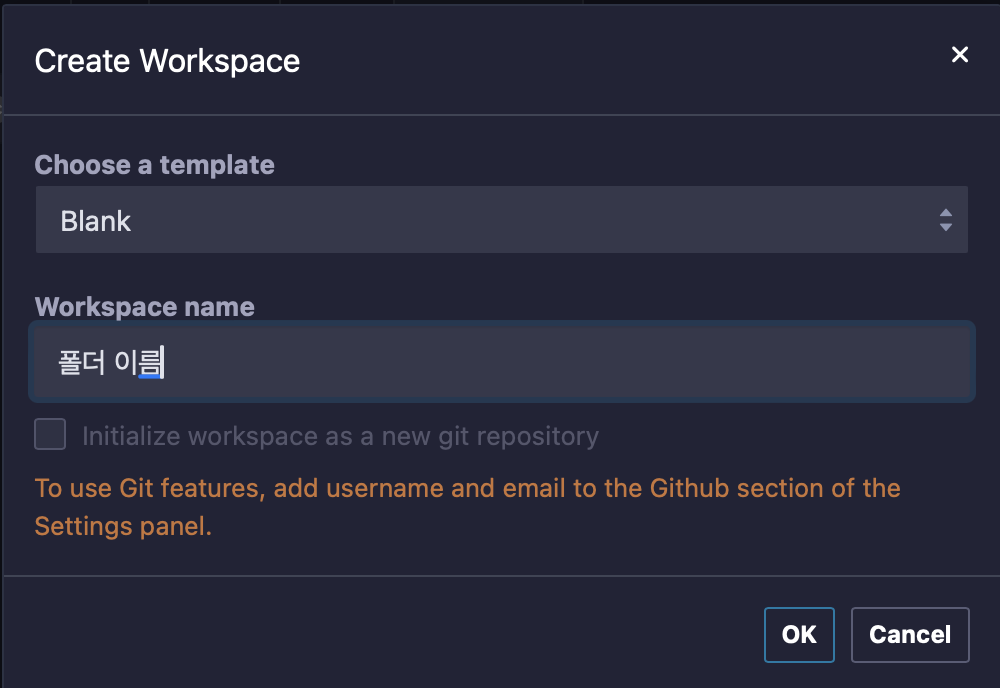 Create Workspace
Choose a template
Blank
Workspace name
폴더 이름
Initialize workspace as a new git repository
To use Git features, add username and email to the Github section of the
Settings panel.
OK
Cancel